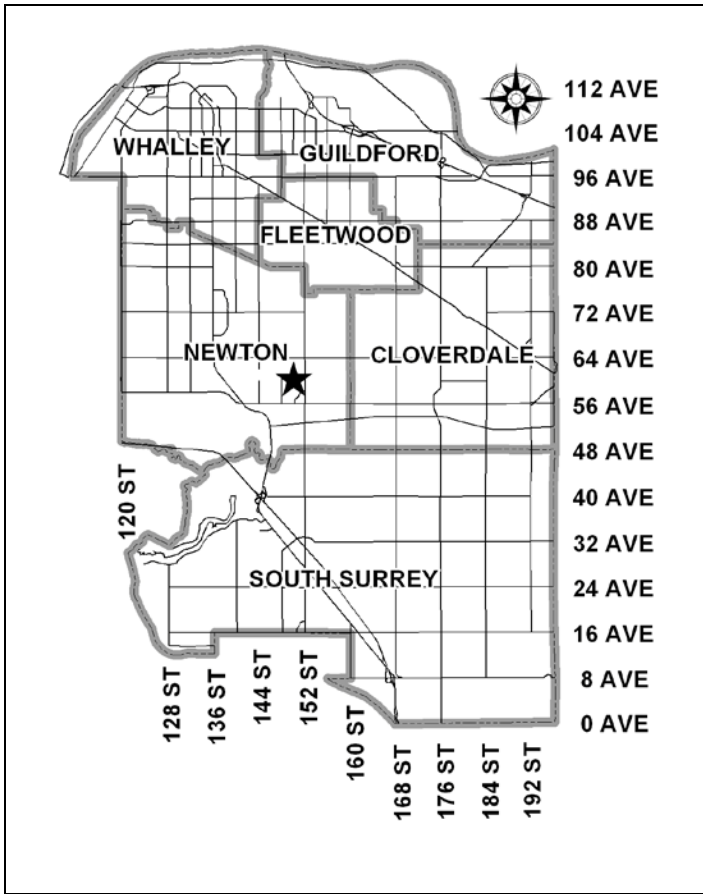 112 AVE
104 AVE
WHALLEY
GUILDFORD
96 AVE
88 AVE
FLEETWOOD
80 AVE
72 AVE
NEWTON
CLOVERDALE
64 AVE
56 AVE
48 AVE
120 ST
40 AVE
32 AVE
SOUTH SURREY
24 AVE
16 AVE
8 AVE
0 AVE
128 ST
136 ST
144 ST
152 ST
160 ST
168 ST
176 ST
184 ST
192 ST